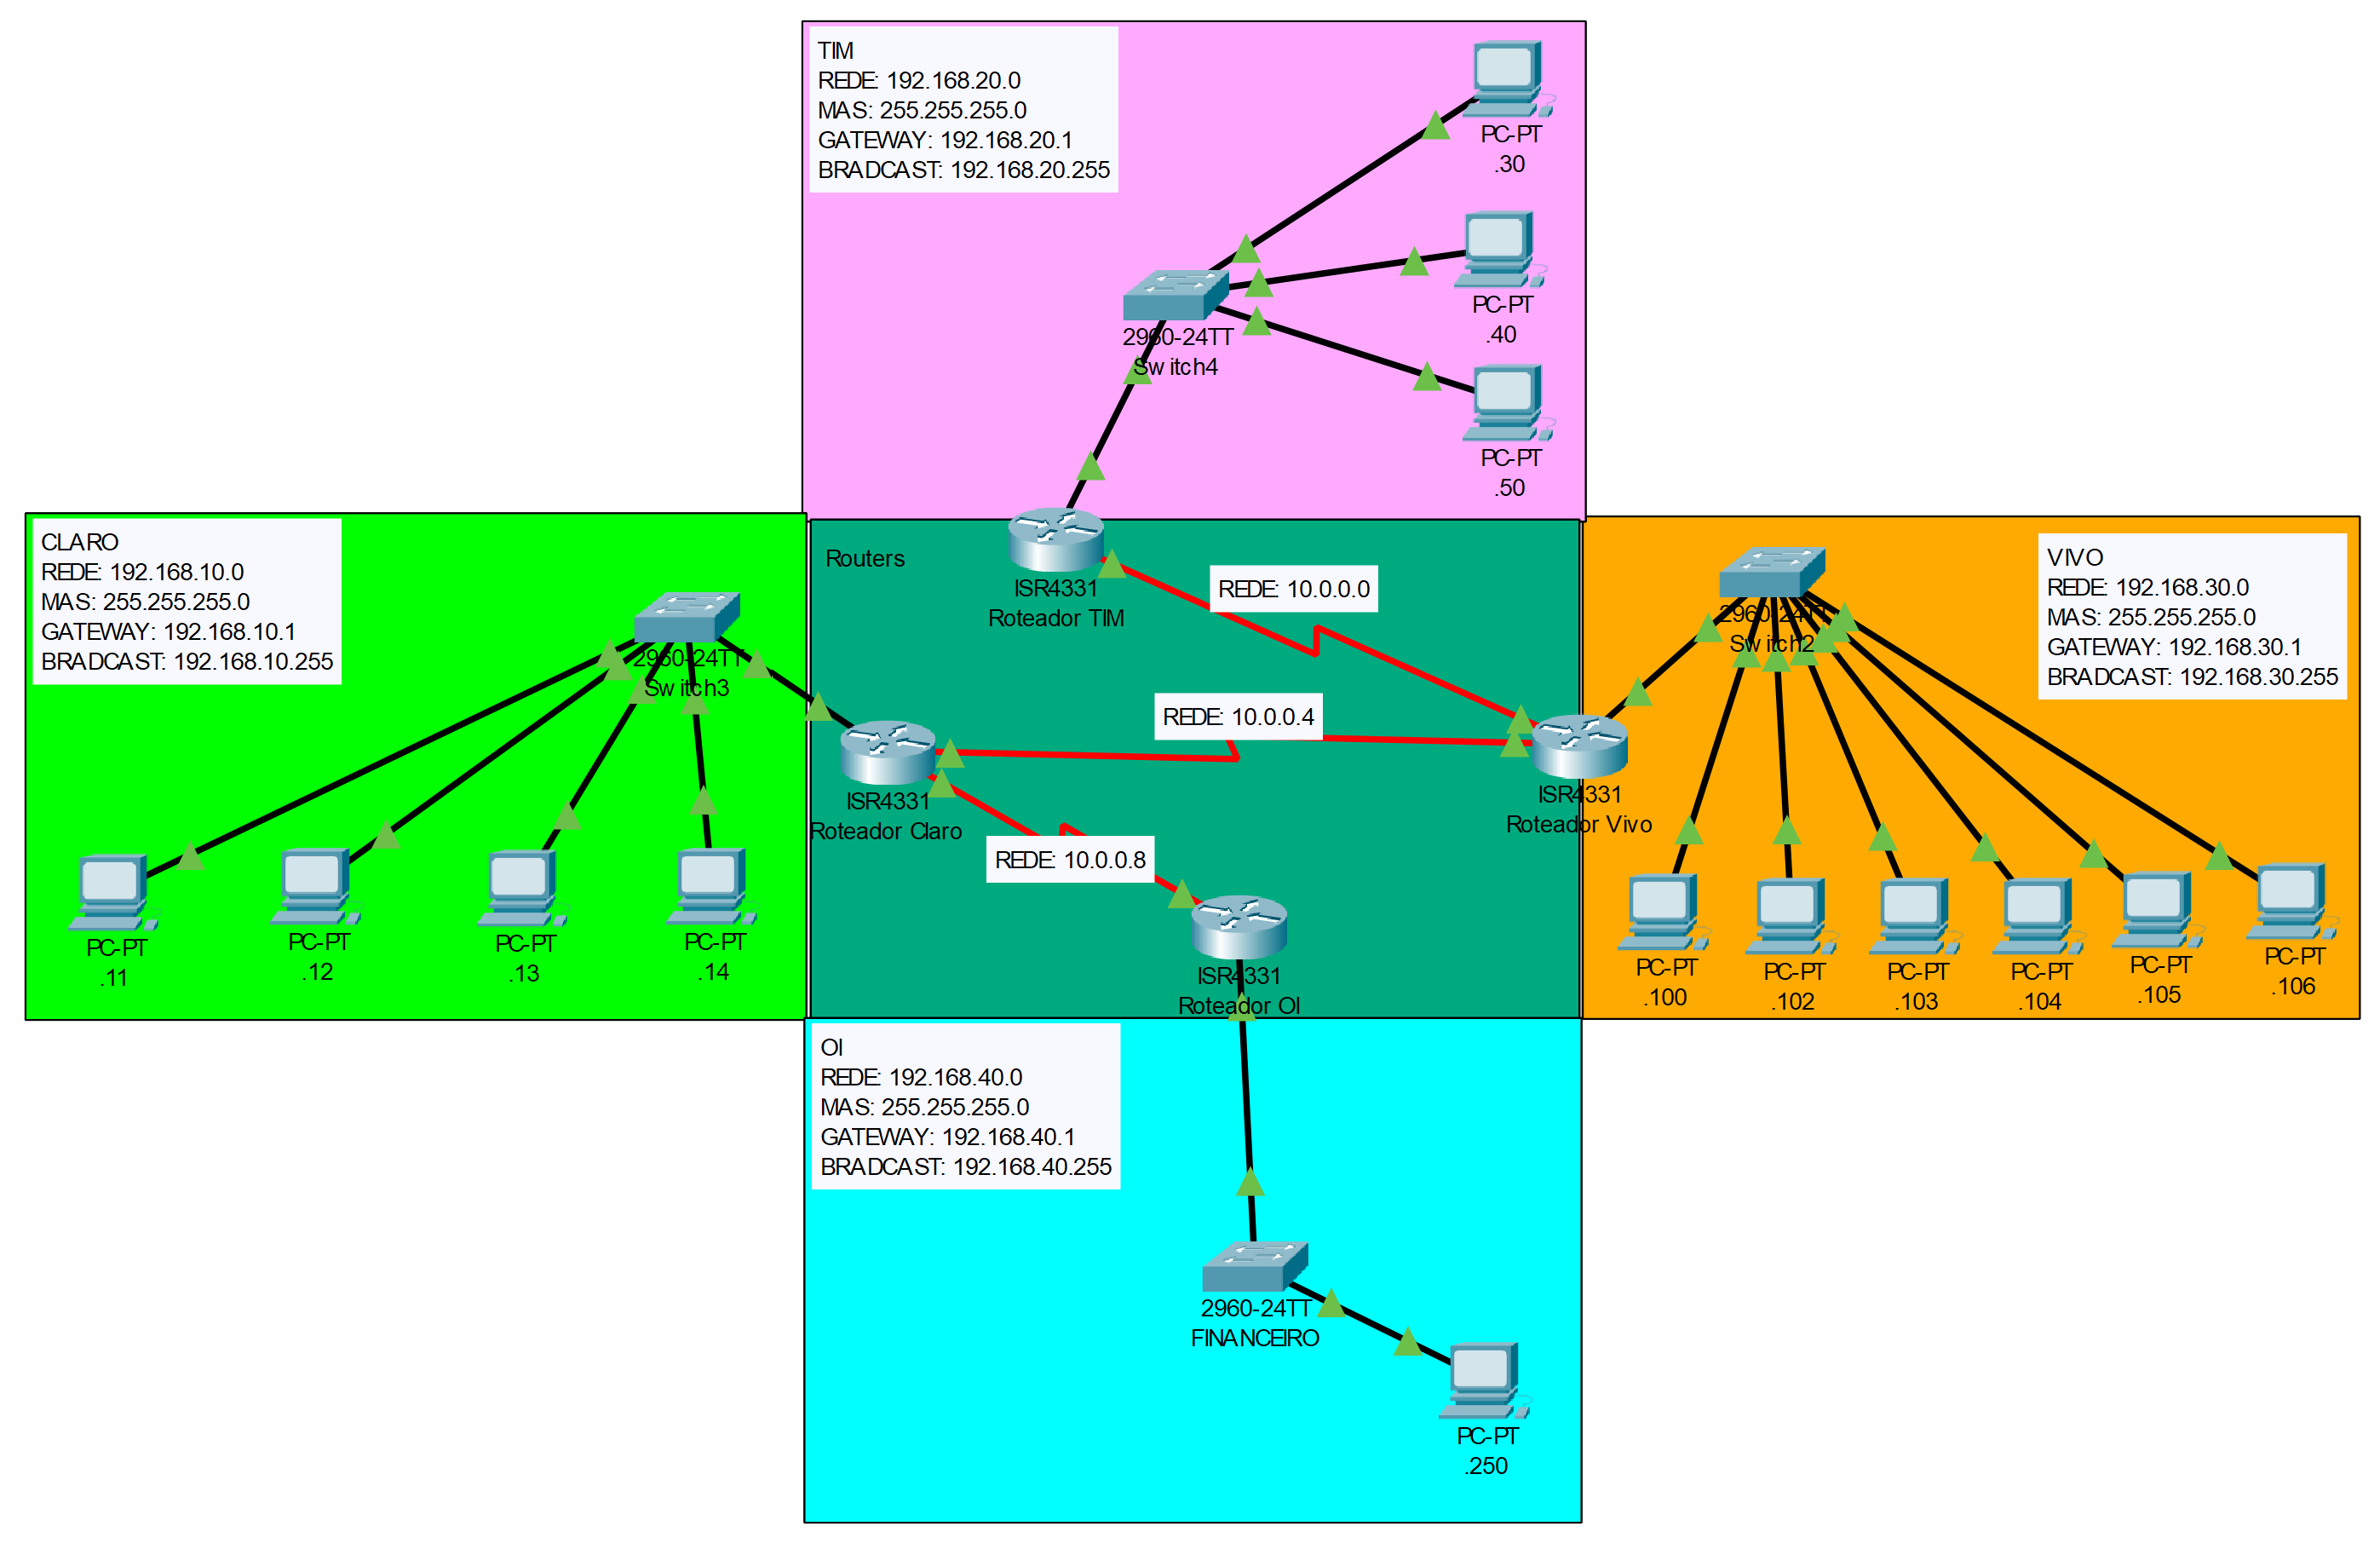 TIM
REDE: 192.168.20.0
MAS: 255.255.255.0
GATEWAY: 192.168.20.1
BRADCAST: 192.168.20.255
PC-PT
.30
PC-PT
.40
PC-PT
.50
2960-24TT
Switch4
CLARO
REDE: 192.168.10.0
MAS: 255.255.255.0
GATEWAY: 192.168.10.1
BRADCAST: 192.168.10.255
2960-24TT
Switch3
PC-PT
.11
PC-PT
.12
PC-PT
.13
PC-PT
.14
Routers
ISR4331
Roteador TIM
REDE: 10.0.0.0
REDE: 10.0.0.4
ISR4331
Roteador Claro
ISR4331
Roteador Vivo
REDE: 10.0.0.8
ISR4331
Roteador OI
VIVO
REDE: 192.168.30.0
MAS: 255.255.255.0
GATEWAY: 192.168.30.1
BRADCAST: 192.168.30.255
2960-24TT
Switch2
PC-PT
.100
PC-PT
.102
PC-PT
.103
PC-PT
.104
PC-PT
.105
PC-PT
.106
OI
REDE: 192.168.40.0
MAS: 255.255.255.0
GATEWAY: 192.168.40.1
BRADCAST: 192.168.40.255
2960-24TT
FINANCEIRO
PC-PT
.250